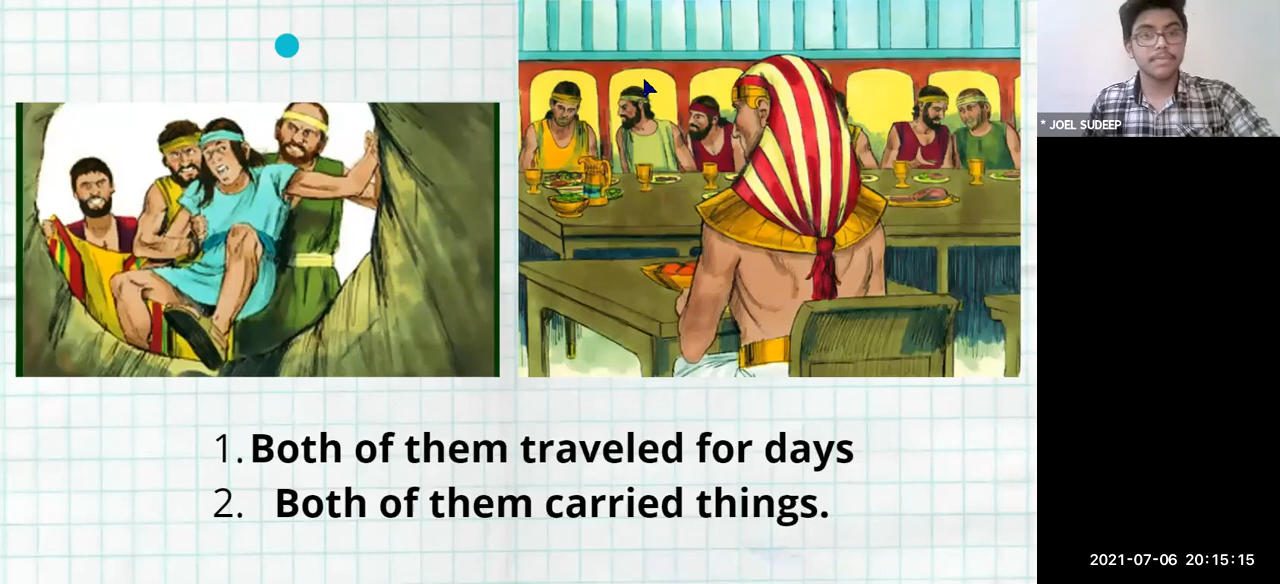 * JOEL SUDEEP
1. Both of them traveled for days
2. Both of them carried things.
2021-07-06 20:15:15